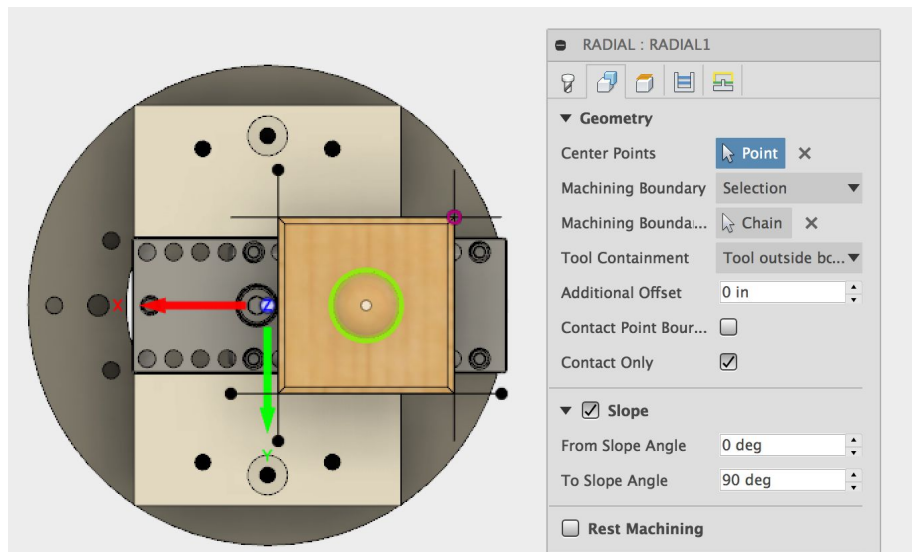 RADIAL : RADIAL1
Geometry
Center Points Point
Machining Boundary Selection
Machining Bounda... Chain
Tool Containment Tool outside bc...
Additional Offset 0 in
Contact Point Bour...
Contact Only
Slope
From Slope Angle 0 deg
To Slope Angle 90 deg
Rest Machining
X
Z
Y